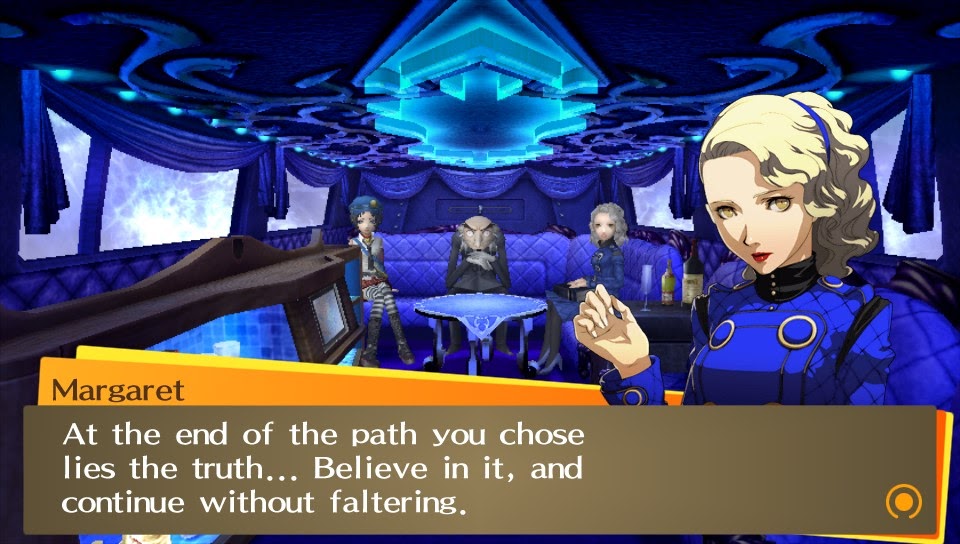 Margaret
At the end of the path you chose
lies the truth... Believe in it, and
continue without faltering.